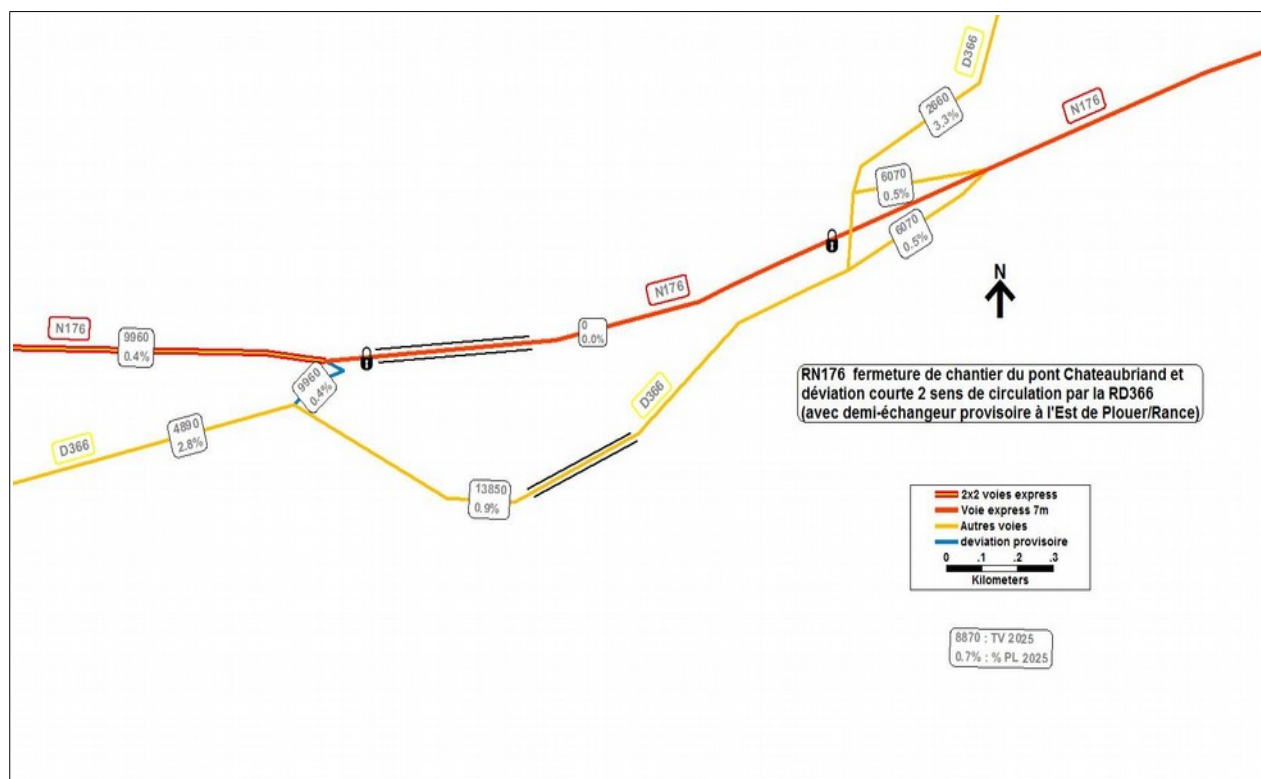 D366
2660
3.3%
N176
6070
0.5%
6070
0.5%
N
N176
N176
9960
0.4%
0
0.0%
9960
0.4%
RN176 fermeture de chantier du pont Chateaubriand et
déviation courte 2 sens de circulation par la RD366
(avec demi-échangeur provisoire à l'Est de Plouer/Rance)
D366
4890
2.8%
D366
13850
0.9%
2x2 voies express
Voie express 7m
Autres voies
deviation provisoire
0 .1 .2 .3
Kilometers
8870 : TV 2025
0.7% : % PL 2025